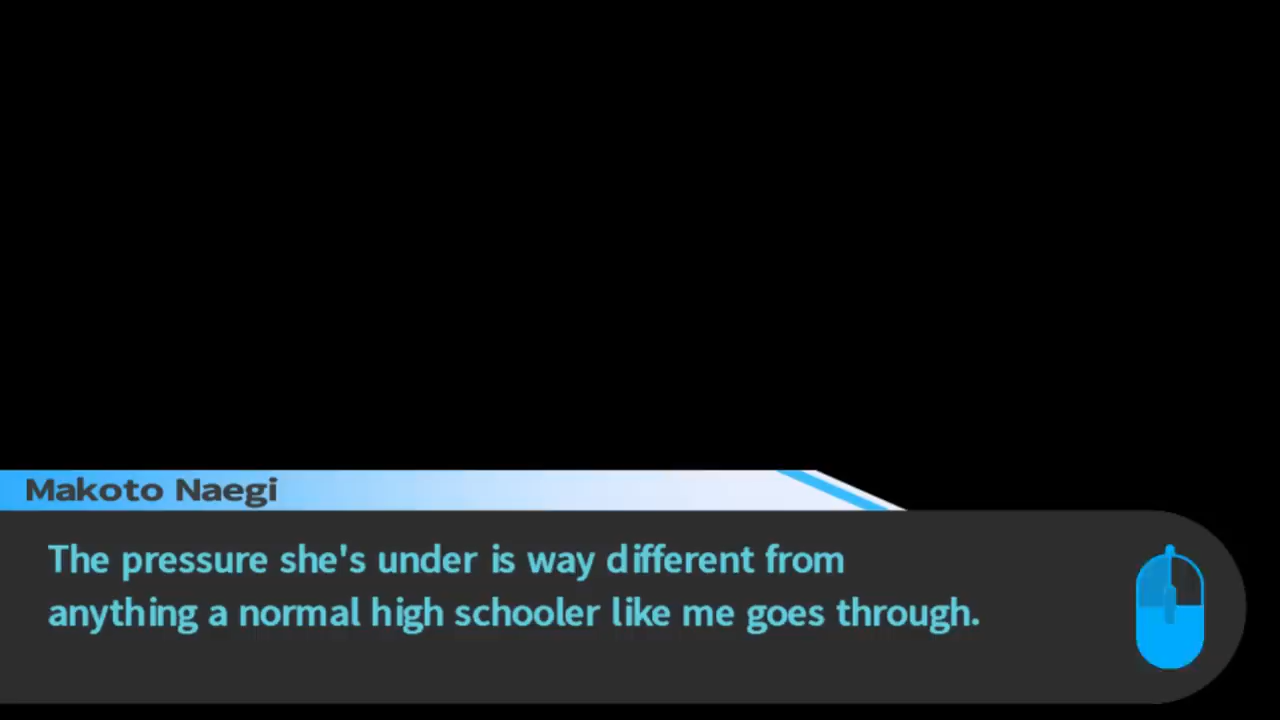 Makoto Naegi
The pressure she's under is way different from
anything a normal high schooler like me goes through.